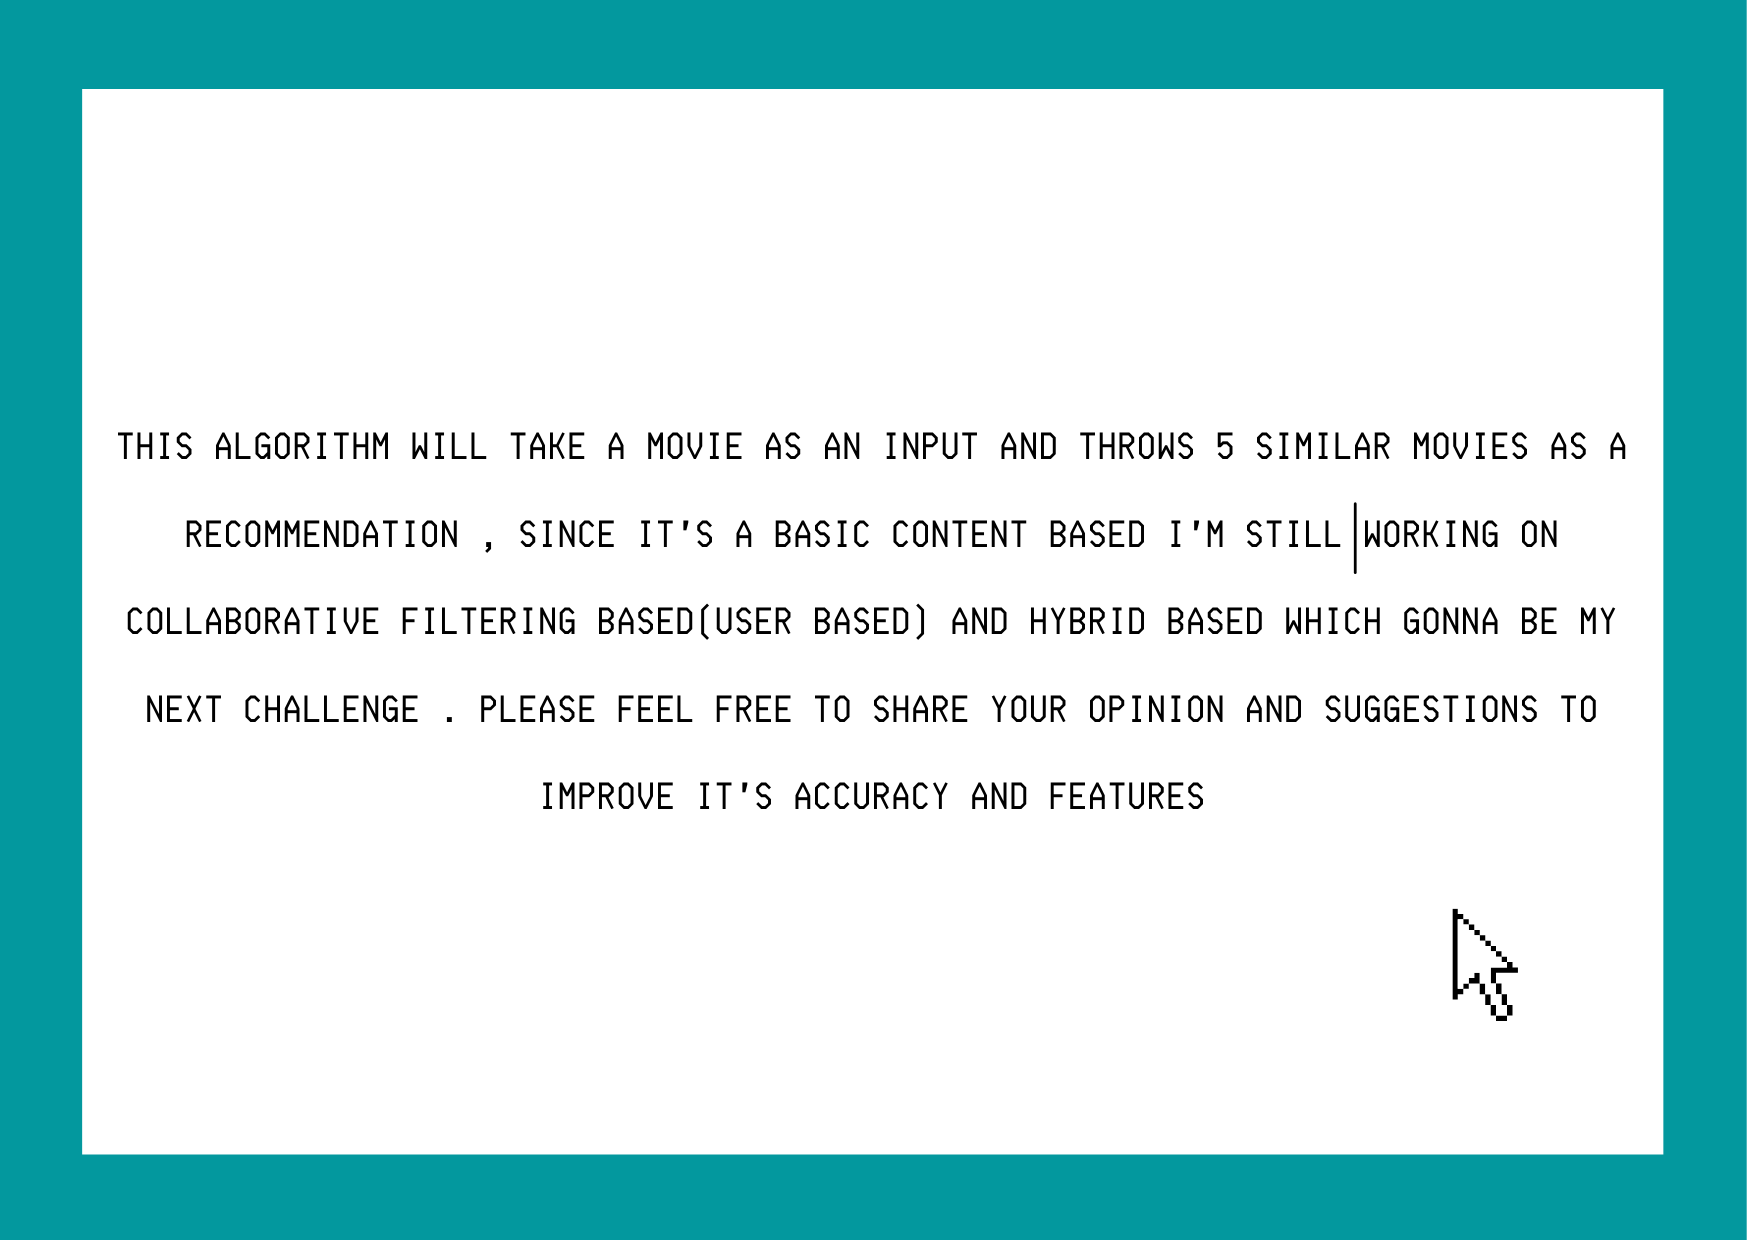 THIS ALGORITHM WILL TAKE A MOVIE AS AN INPUT AND THROWS 5 SIMILAR MOVIES AS A
RECOMMENDATION , SINCE IT'S A BASIC CONTENT BASED I'M STILL WORKING ON
COLLABORATIVE FILTERING BASED(USER BASED) AND HYBRID BASED WHICH GONNA BE MY
NEXT CHALLENGE . PLEASE FEEL FREE TO SHARE YOUR OPINION AND SUGGESTIONS TO
IMPROVE IT'S ACCURACY AND FEATURES